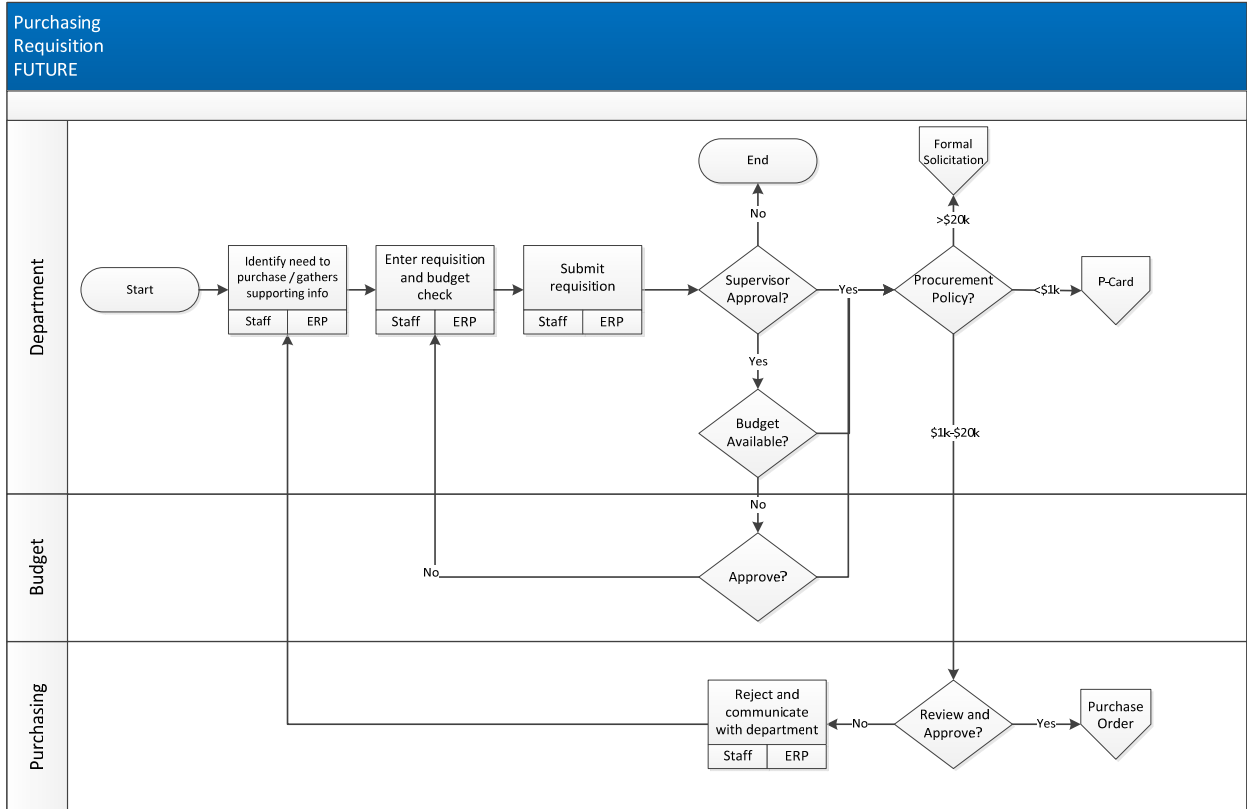 Purchasing
Requisition
FUTURE
Department
Start
Identify need to
purchase / gathers
supporting info
Staff
ERP
Enter requisition
and budget
check
Staff
ERP
Submit
requisition
Staff
ERP
End
No
Supervisor
Approval?
Yes
Yes
Budget
Available?
Formal
Solicitation
>$20k
Procurement
Policy?
<$1k
P-Card
$1k-$20k
Budget
No
Approve?
No
Purchasing
Reject and
communicate
with department
Staff
ERP
No
Review and
Approve?
Yes
Purchase
Order